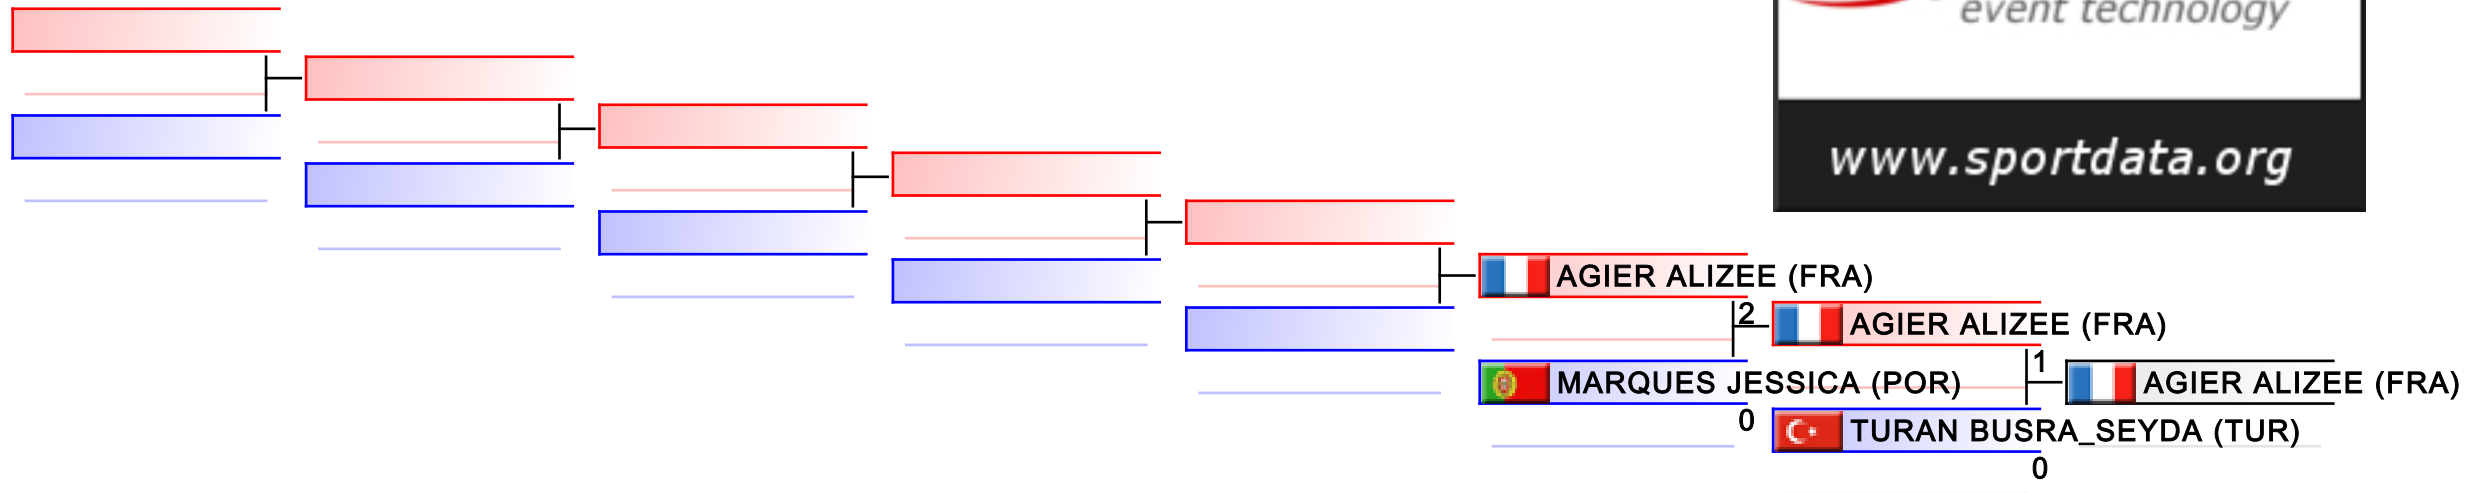 event technology
www.sportdata.org
AGIER ALIZEE (FRA)
2
AGIER ALIZEE (FRA)
MARQUES JESSICA (POR)
0
1
AGIER ALIZEE (FRA)
TURAN BUSRA_SEYDA (TUR)
0